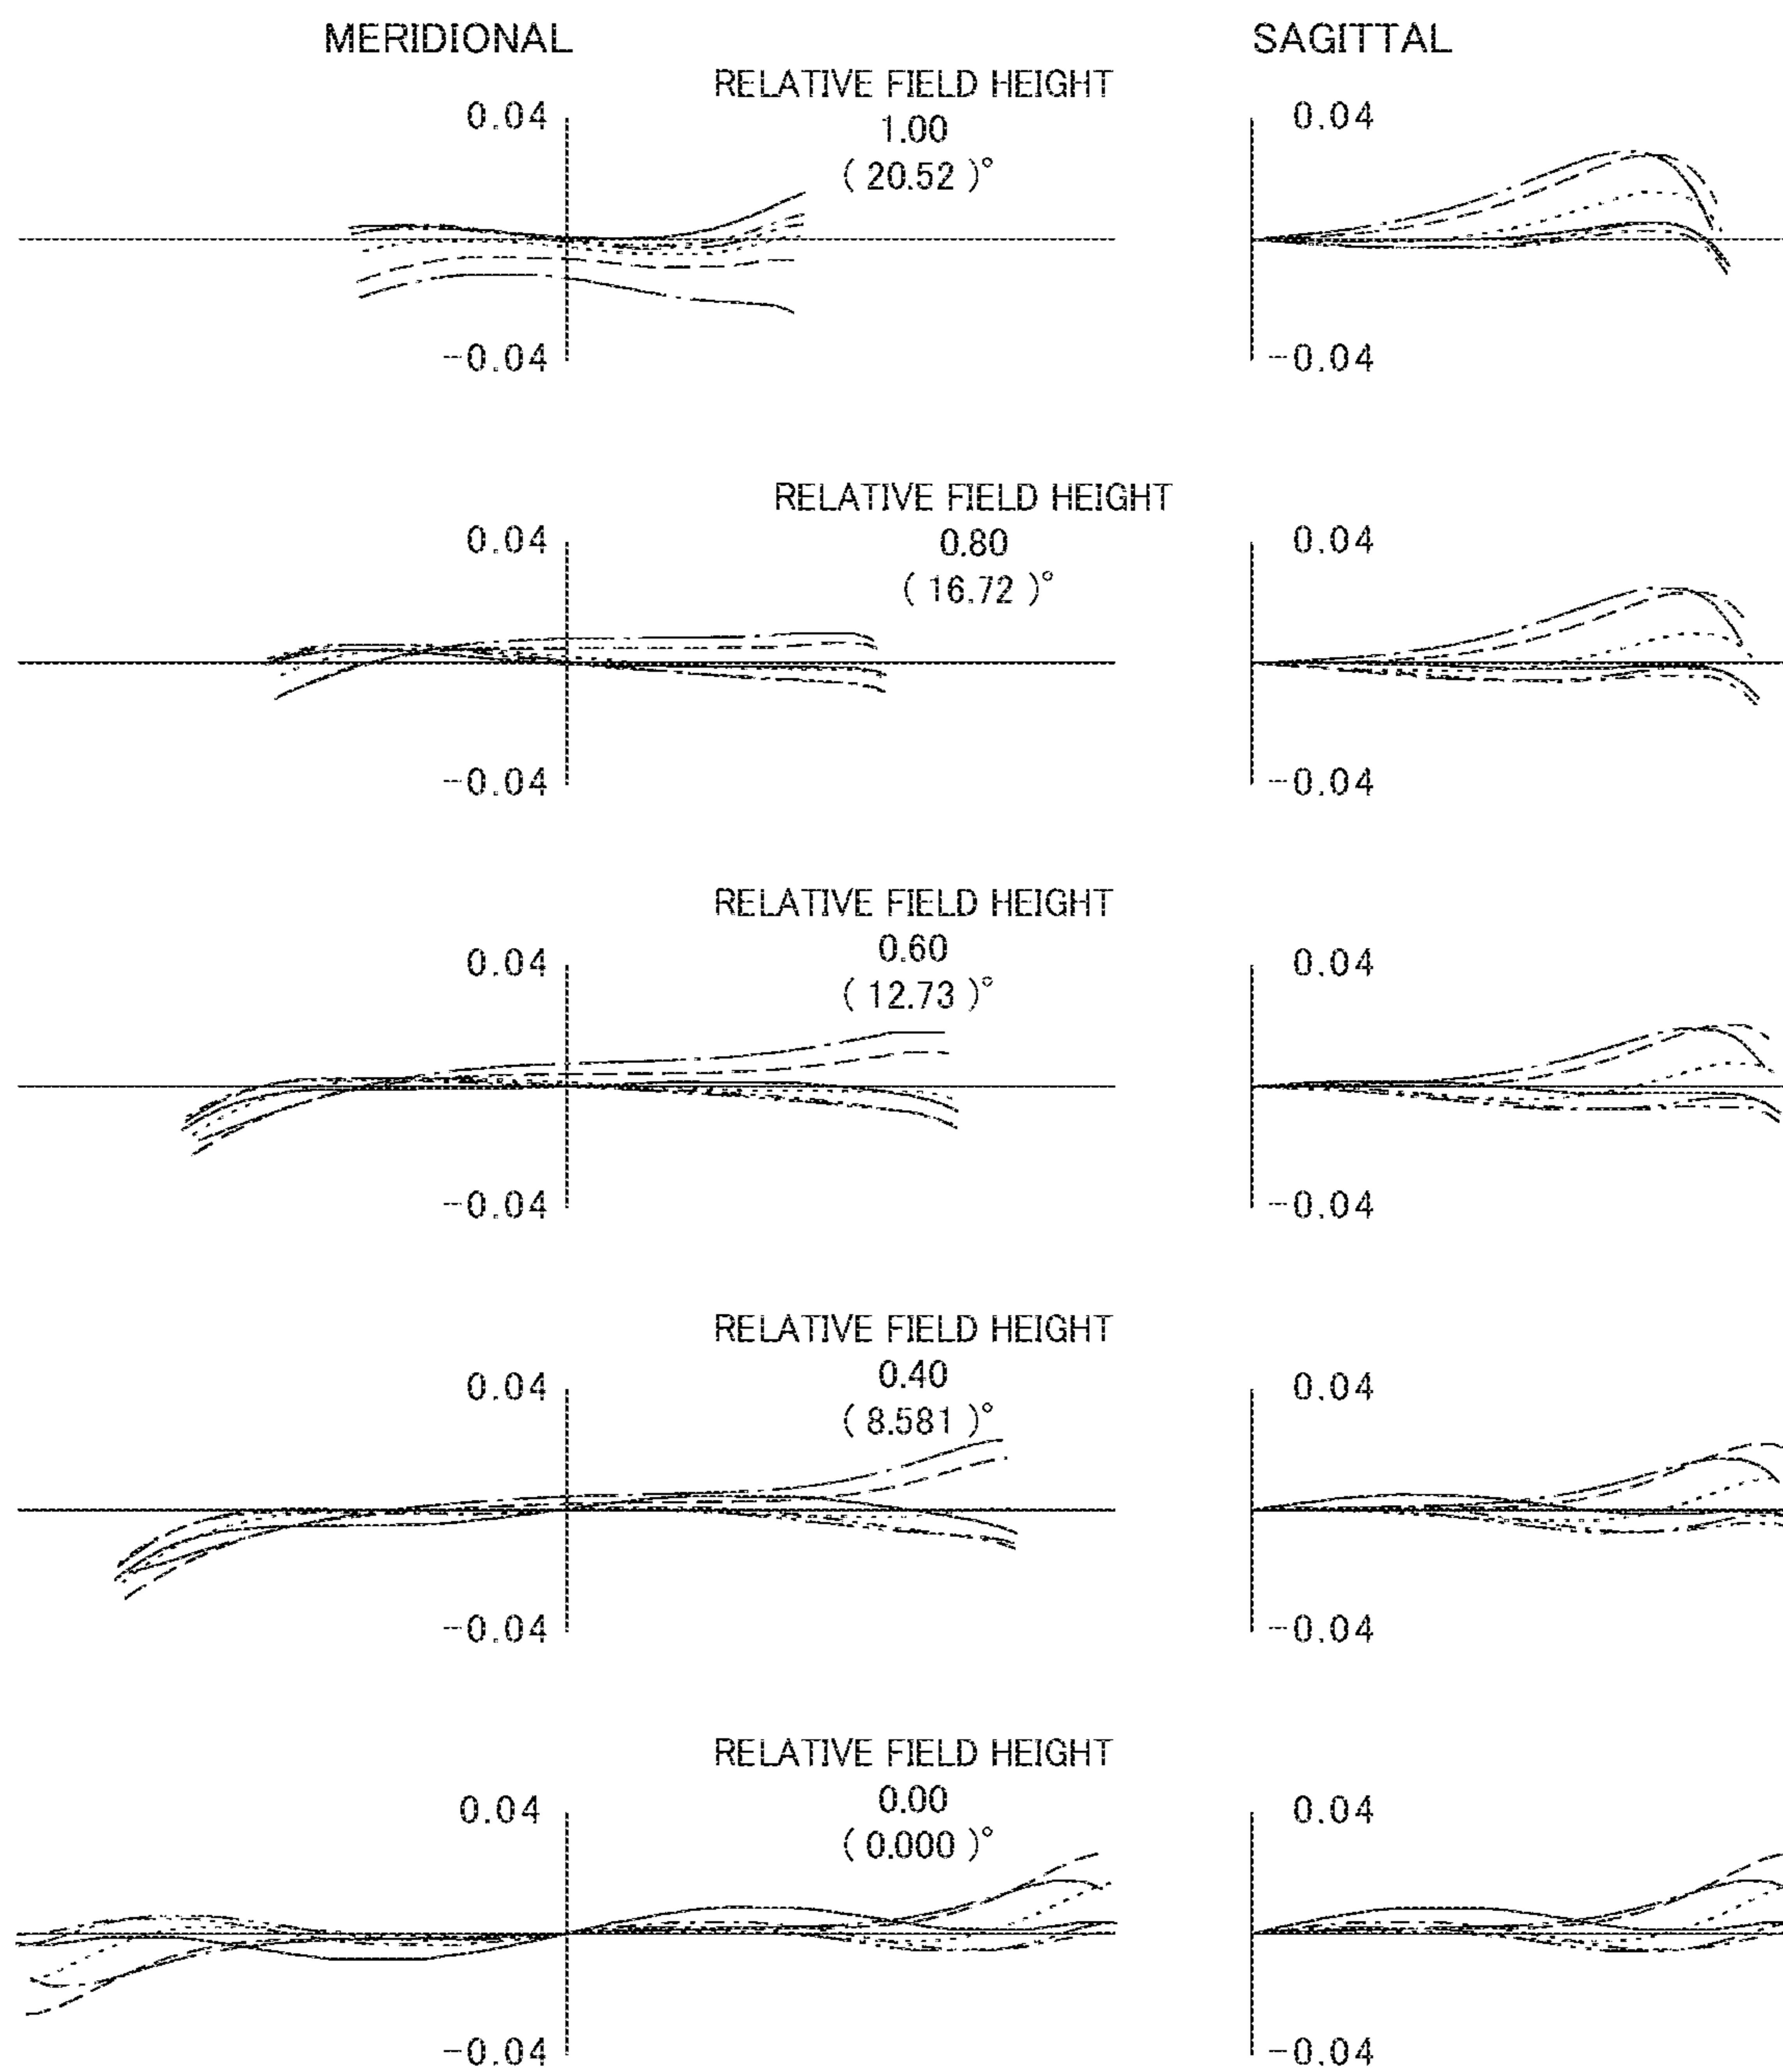 MERIDIONAL
SAGITTAL
RELATIVE FIELD HEIGHT
1.00
( 20.52 )°
0.04
0.04
-0.04
-0.04
RELATIVE FIELD HEIGHT
0.80
( 16.72 )°
0.04
0.04
-0.04
-0.04
RELATIVE FIELD HEIGHT
0.60
( 12.73 )°
0.04
0.04
-0.04
-0.04
RELATIVE FIELD HEIGHT
0.40
( 8.581 )°
0.04
0.04
-0.04
-0.04
RELATIVE FIELD HEIGHT
0.00
( 0.000 )°
0.04
0.04
-0.04
-0.04